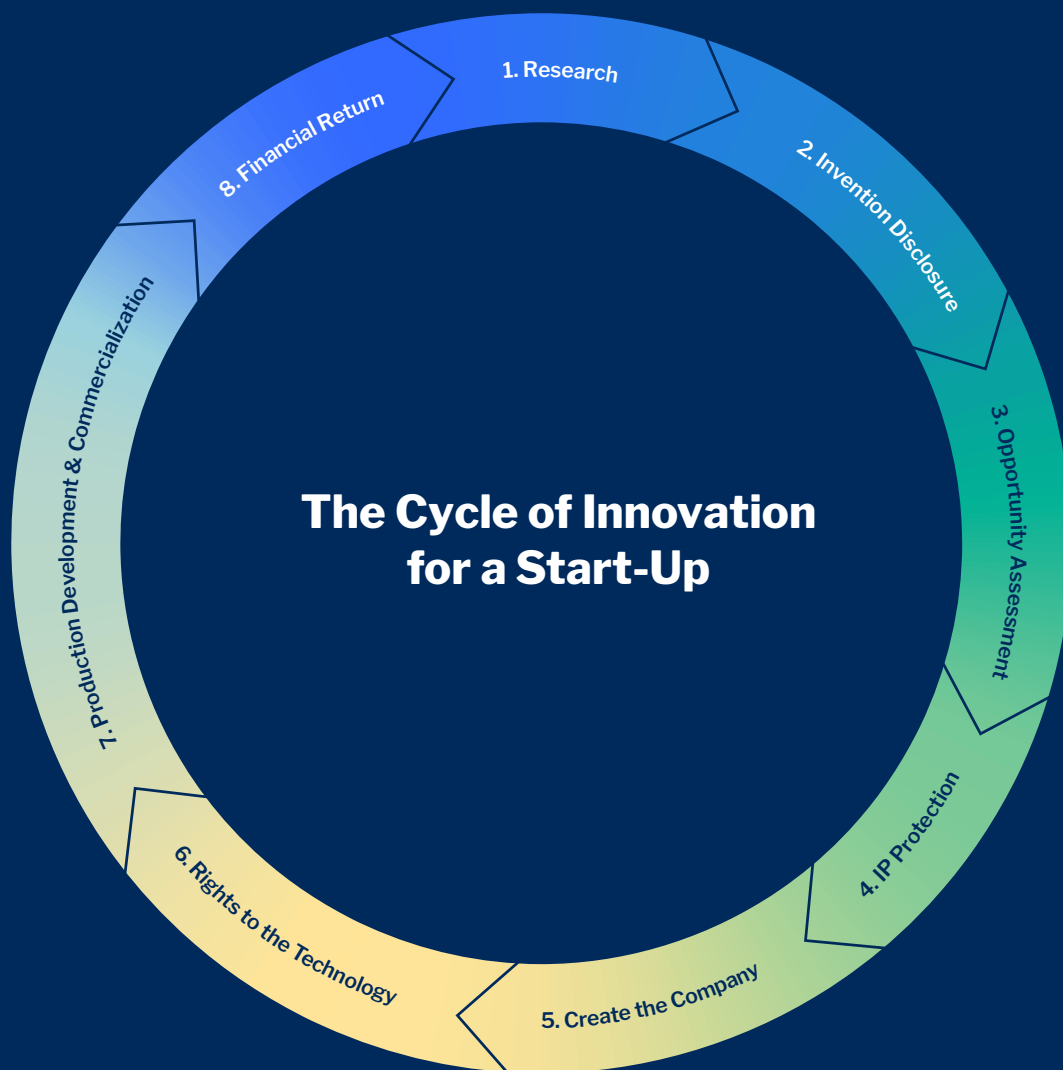 1. Research
2. Invention Disclosure
3. Opportunity Assessment
4. IP Protection
5. Create the Company
6. Rights to the Technology
7. Production Development & Commercialization
8. Financial Return
The Cycle of Innovation
for a Start-Up